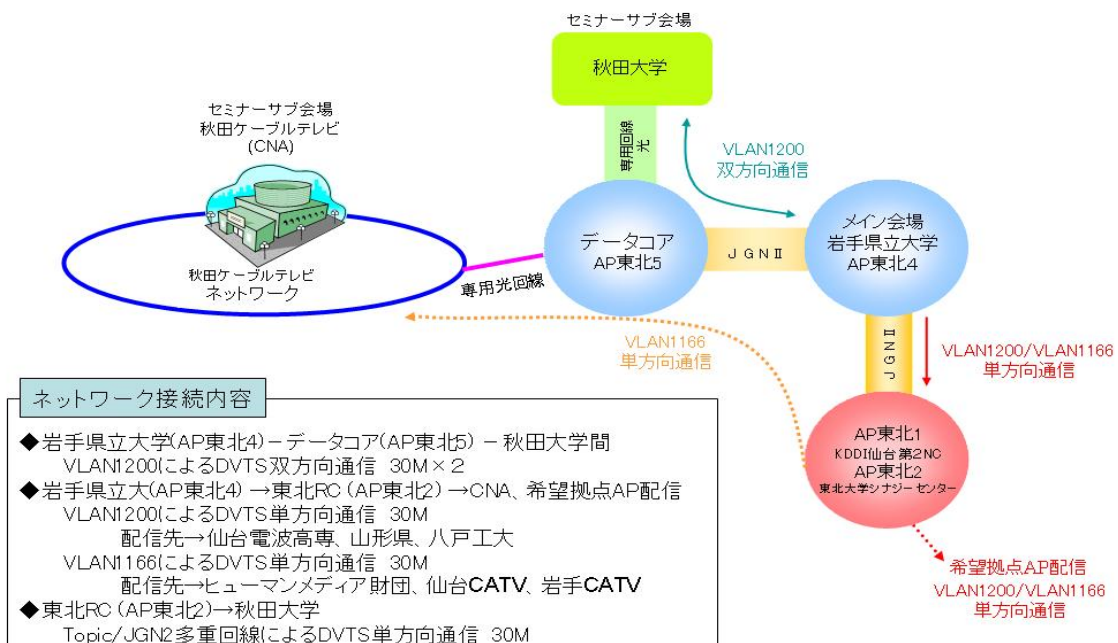 セミナーサブ会場
秋田大学
専用回線
光
セミナーサブ会場
秋田ケーブルテレビ
(CNA)
秋田ケーブルテレビ
ネットワーク
専用光回線
データコア
AP東北5
JGNⅡ
VLAN1200
双方向通信
メイン会場
岩手県立大学
AP東北4
JGNⅡ
VLAN1200/VLAN1166
単方向通信
VLAN1166
単方向通信
AP東北1
KDDI仙台第2NC
AP東北2
東北大学シナジーセンター
希望拠点AP配信
VLAN1200/VLAN1166
単方向通信
ネットワーク接続内容
◆岩手県立大学(AP東北4)-データコア(AP東北5)-秋田大学間
VLAN1200によるDVTS双方向通信 30M×2
◆岩手県立大(AP東北4)→東北RC(AP東北2)→CNA、希望拠点AP配信
VLAN1200によるDVTS単方向通信 30M
配信先→仙台電波高専、山形県、八戸工大
VLAN1166によるDVTS単方向通信 30M
配信先→ヒューマンメディア財団、仙台CATV、岩手CATV
◆東北RC(AP東北2)→秋田大学
Topic/JGN2多重回線によるDVTS単方向通信 30M